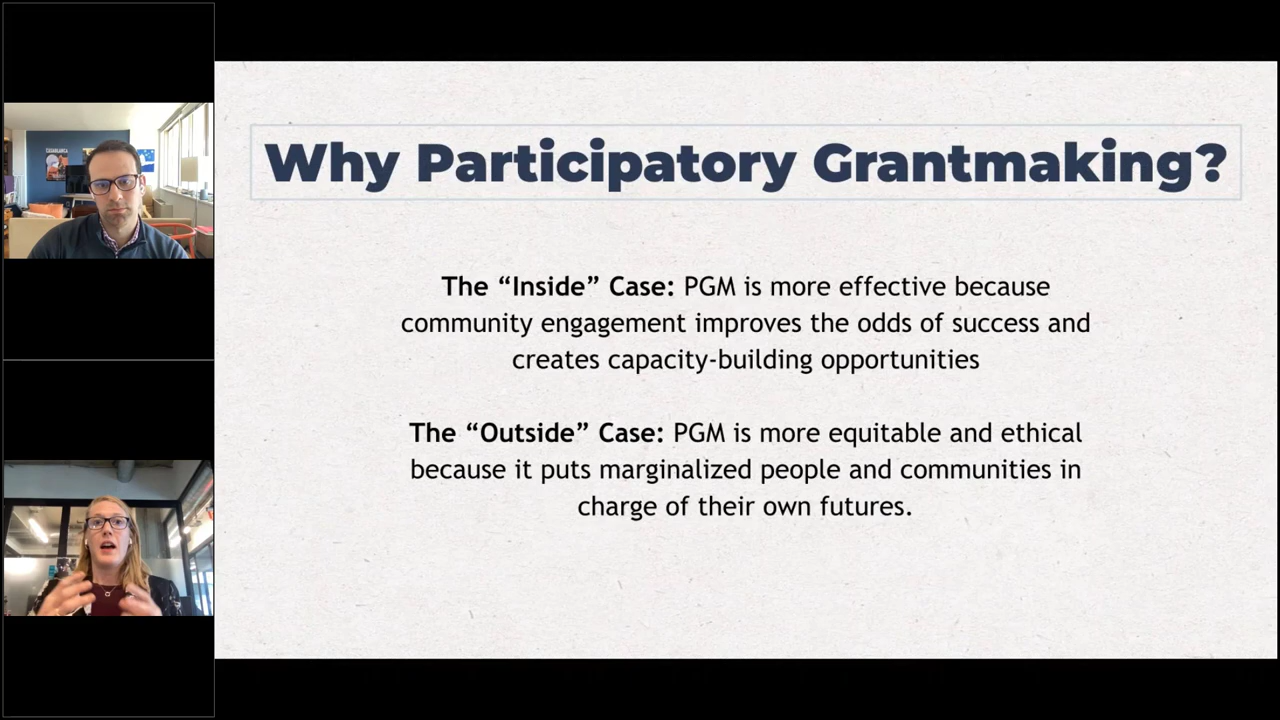 CASABLANCA
Why Participatory Grantmaking?
The “Inside” Case: PGM is more effective because
community engagement improves the odds of success and
creates capacity-building opportunities
The “Outside” Case: PGM is more equitable and ethical
because it puts marginalized people and communities in
charge of their own futures.